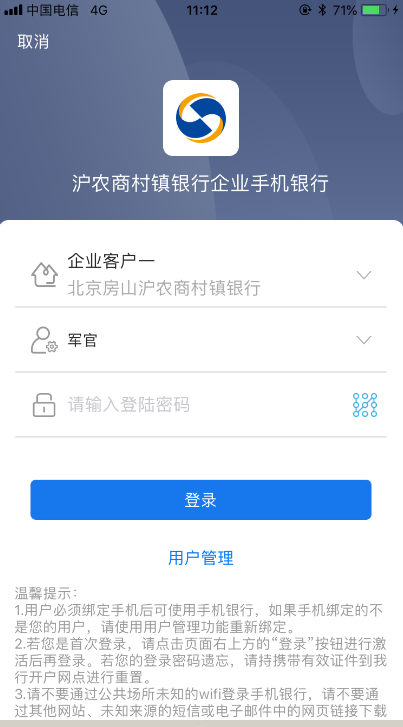 中国电信 4G 11:12 71%
取消
沪农商村镇银行企业手机银行
企业客户一
北京房山沪农商村镇银行
军官
请输入登陆密码
登录
用户管理
温馨提示：
1.用户必须绑定手机后可使用手机银行，如果手机绑定的不
是您的用户，请使用用户管理功能重新绑定。
2.若您是首次登录，请点击页面右上方的“登录”按钮进行激
活后再登录。若您的登录密码遗忘，请持携带有效证件到我
行开户网点进行重置。
3.请不要通过公共场所未知的wifi登录手机银行，请不要通
过其他网站、未知来源的短信或电子邮件中的网页链接下载